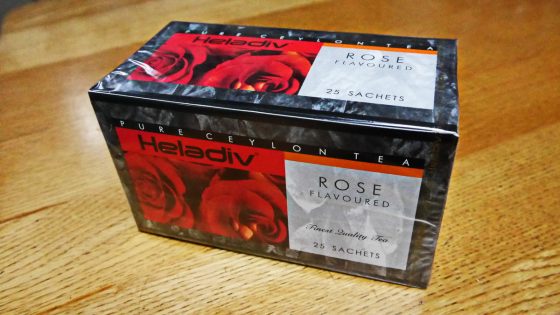 PURE CEYLON TEA
Heladiv
ROSE
FLAVOURED
25 SACHETS
PURE CEYLON TEA
Heladiv
ROSE
FLAVOURED
Finest Quality Tea
25 SACHETS